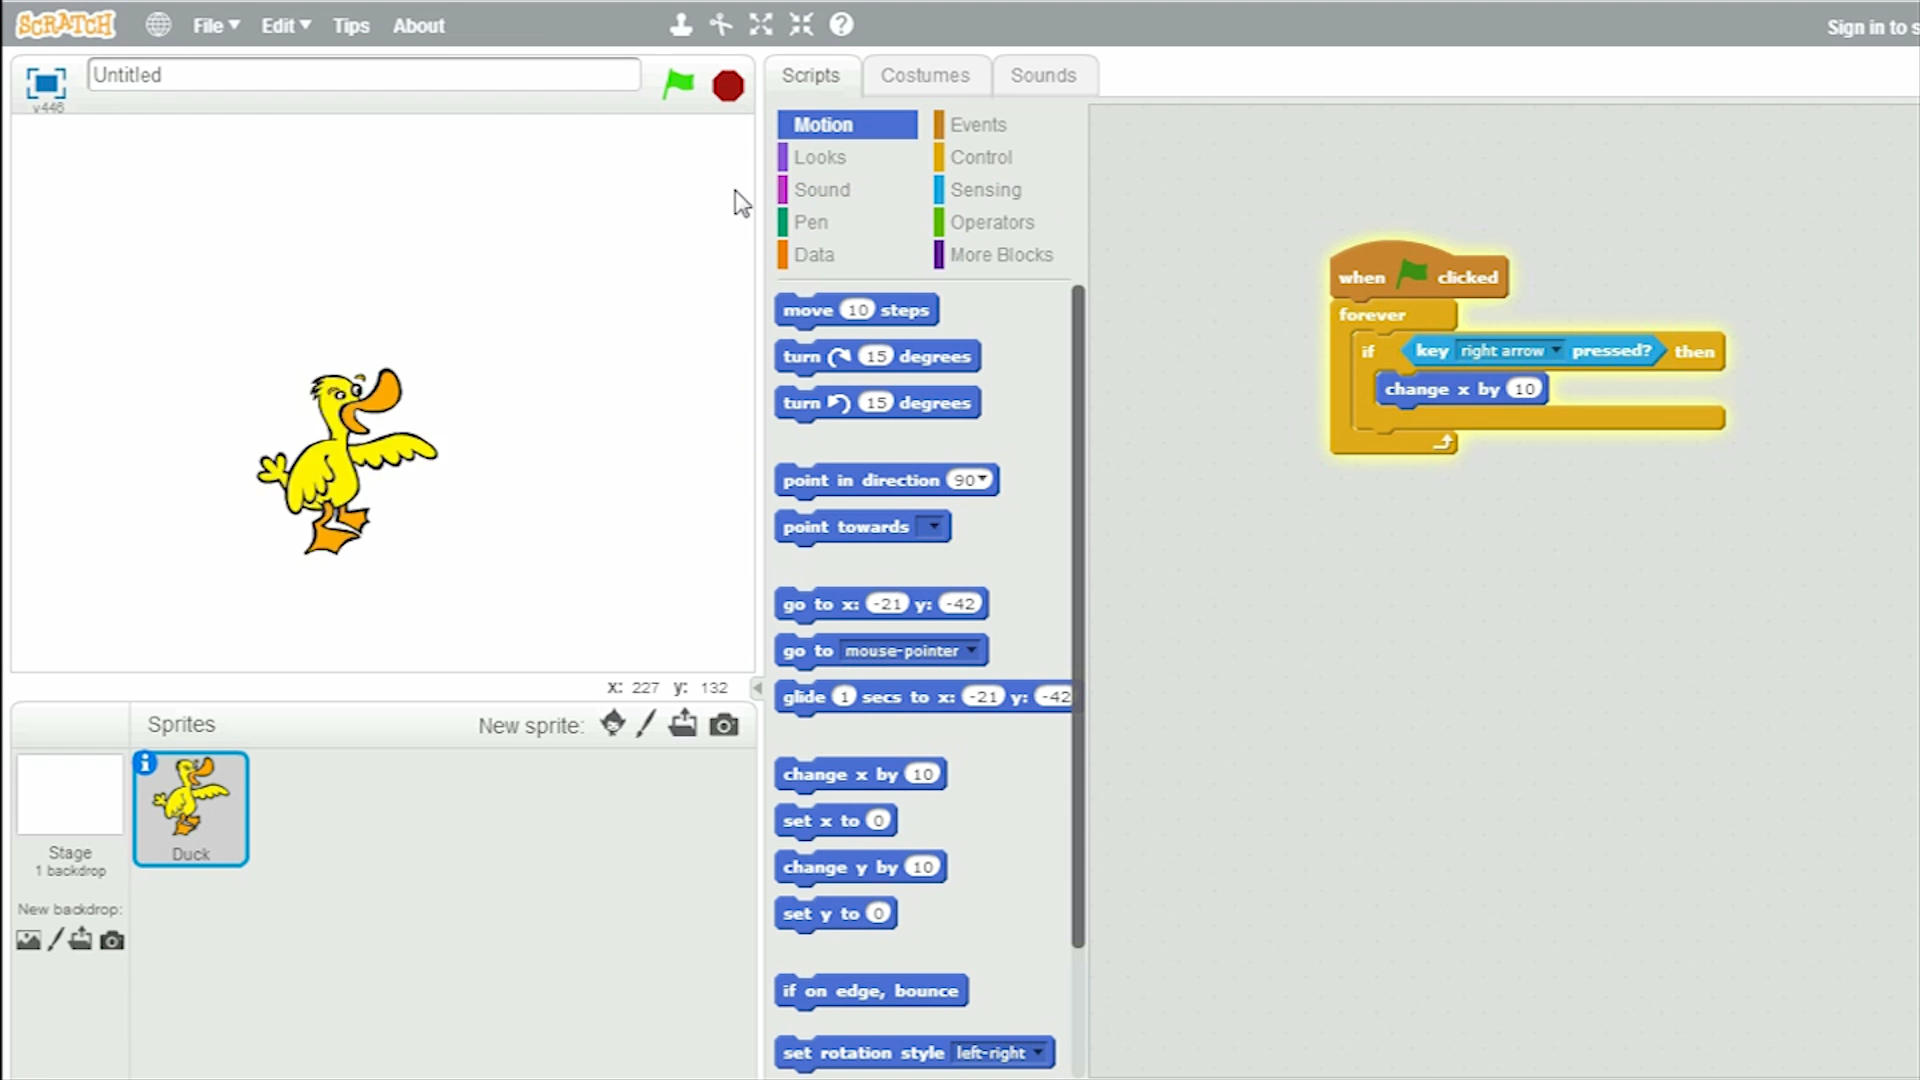 SCRATCH File Edit Tips About Sign in to s
v446 Untitled
Scripts Costumes Sounds
Motion Events
Looks Control
Sound Sensing
Pen Operators
Data More Blocks
move 10 steps
turn 15 degrees
turn 15 degrees
point in direction 90
point towards
go to x: -21 y: -42
go to mouse-pointer
glide 1 secs to x: -21 y: -42
change x by 10
set x to 0
change y by 10
set y to 0
if on edge, bounce
set rotation style left-right
when clicked
forever
if key right arrow pressed? then
change x by 10
x: 227 y: 132
Sprites New sprite:
Duck
Stage
1 backdrop
New backdrop: